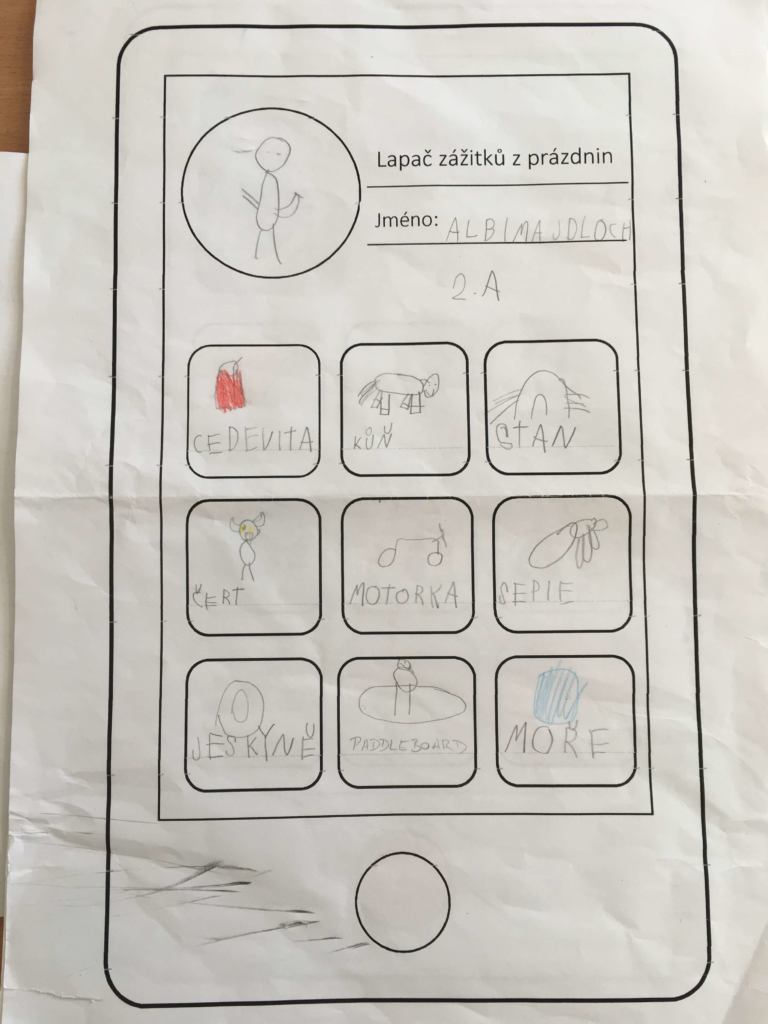 Lapač zážitků z prázdnin
Jméno: ALBIMAJDLOCH
2.A
CEDEVITA
KŮŇ
STAN
ČERT
MOTORKA
SEPIE
JESKYNĚ
PADDLEBOARD
MOŘE